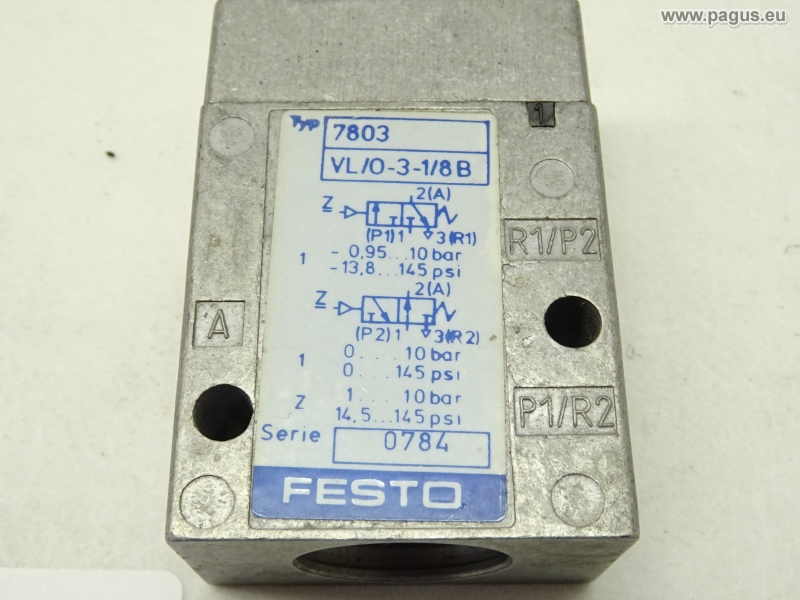 www.pagus.eu
1
Typ 7803
VL/O-3-1/8 B
Z 2(A)
(P1) 1 3(R1)
1 - 0,95...10 bar
-13,8...145 psi
Z 2(A)
(P2) 1 3(R2)
1 0....10 bar
0....145 psi
Z 1....10 bar
14,5...145 psi
Serie 0784
FESTO
R1/P2
A
P1/R2